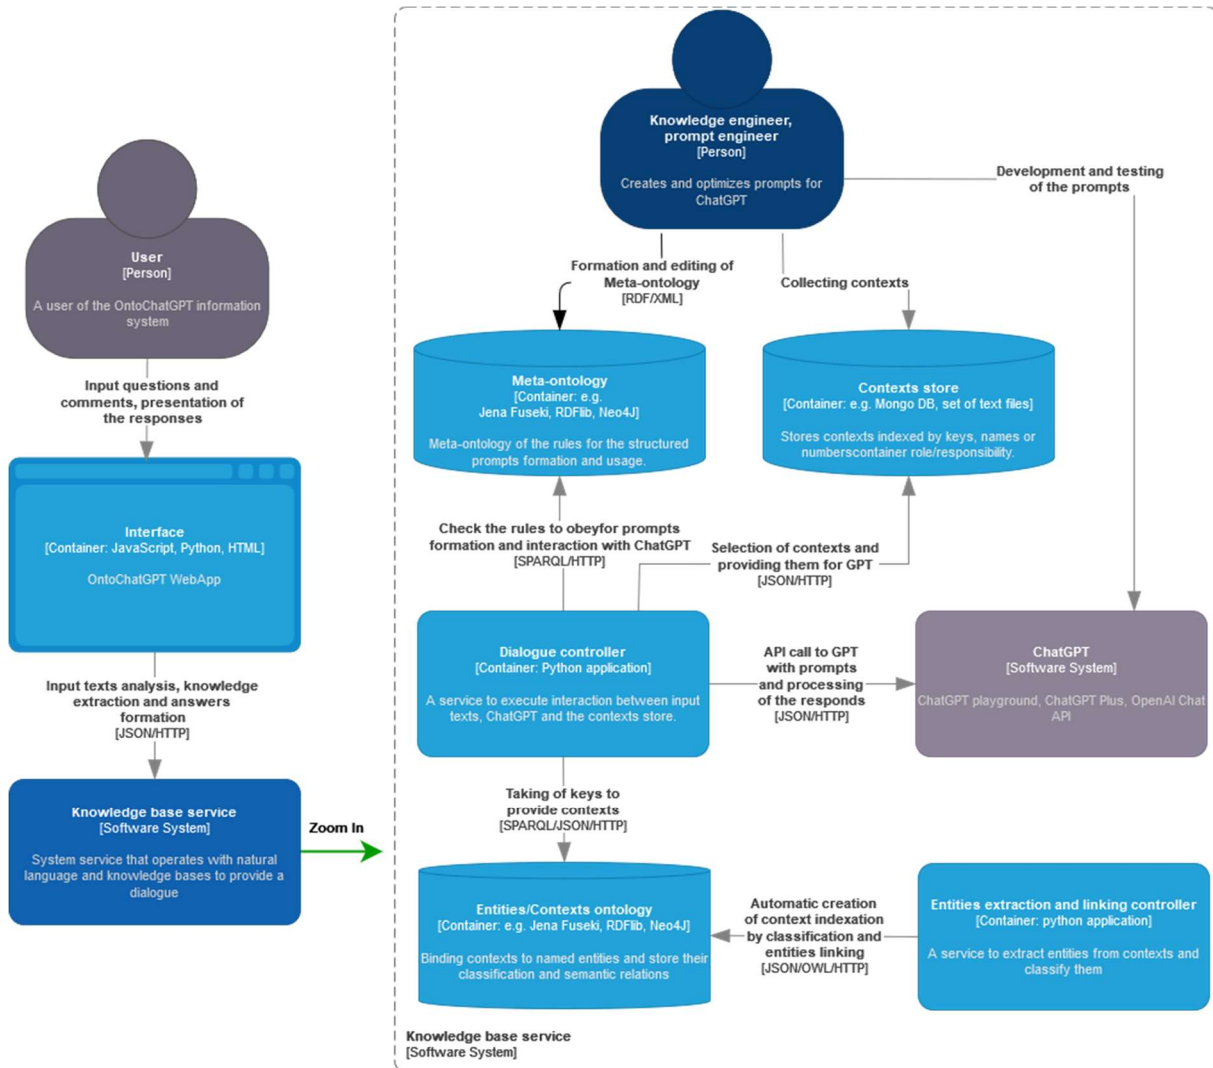 Knowledge engineer,
prompt engineer
[Person]
Creates and optimizes prompts for
ChatGPT
Development and testing
of the prompts
User
[Person]
A user of the OntoChatGPT information
system
Formation and editing of
Meta-ontology
[RDF/XML]
Collecting contexts
Input questions and
comments, presentation of
the responses
Meta-ontology
[Container: e.g.
Jena Fuseki, RDFlib, Neo4J]
Meta-ontology of the rules for the structured
prompts formation and usage.
Contexts store
[Container: e.g. Mongo DB, set of text files]
Stores contexts indexed by keys, names or
numberscontainer role/responsibility.
Interface
[Container: JavaScript, Python, HTML]
OntoChatGPT WebApp
Check the rules to obeyfor prompts
formation and interaction with ChatGPT
[SPARQL/HTTP]
Selection of contexts and
providing them for GPT
[JSON/HTTP]
Input texts analysis, knowledge
extraction and answers
formation
[JSON/HTTP]
Dialogue controller
[Container: Python application]
A service to execute interaction between input
texts, ChatGPT and the contexts store.
API call to GPT
with prompts
and processing
of the responds
[JSON/HTTP]
ChatGPT
[Software System]
ChatGPT playground, ChatGPT Plus, OpenAI Chat
API
Knowledge base service
[Software System]
System service that operates with natural
language and knowledge bases to provide a
dialogue
Zoom In
Taking of keys to
provide contexts
[SPARQL/JSON/HTTP]
Entities/Contexts ontology
[Container: e.g. Jena Fuseki, RDFlib, Neo4J]
Binding contexts to named entities and store their
classification and semantic relations
Automatic creation
of context indexation
by classification and
entities linking
[JSON/OWL/HTTP]
Entities extraction and linking controller
[Container: python application]
A service to extract entities from contexts and
classify them
Knowledge base service
[Software System]